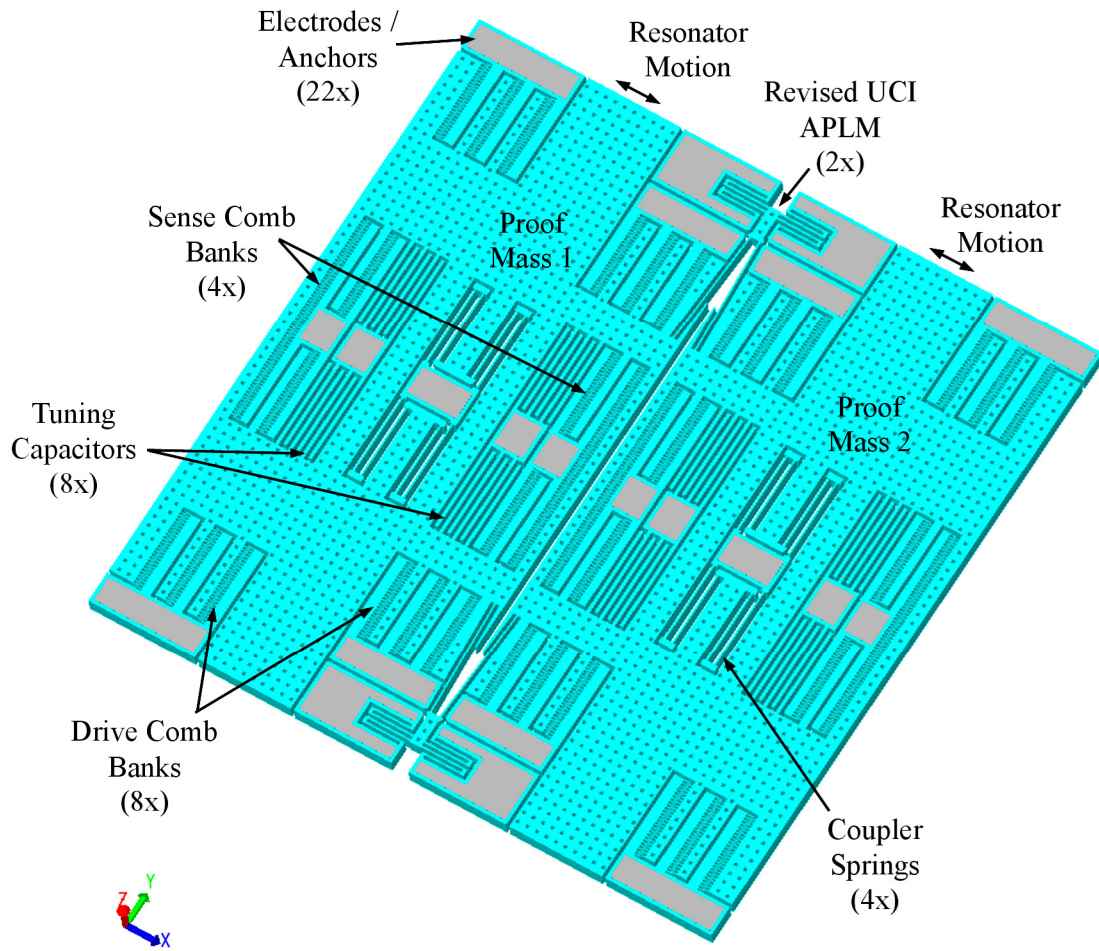 Electrodes /
Anchors
(22x)
Resonator
Motion
Revised UCI
APLM
(2x)
Resonator
Motion
Sense Comb
Banks
(4x)
Proof
Mass 1
Proof
Mass 2
Tuning
Capacitors
(8x)
Drive Comb
Banks
(8x)
Coupler
Springs
(4x)
Z
Y
X